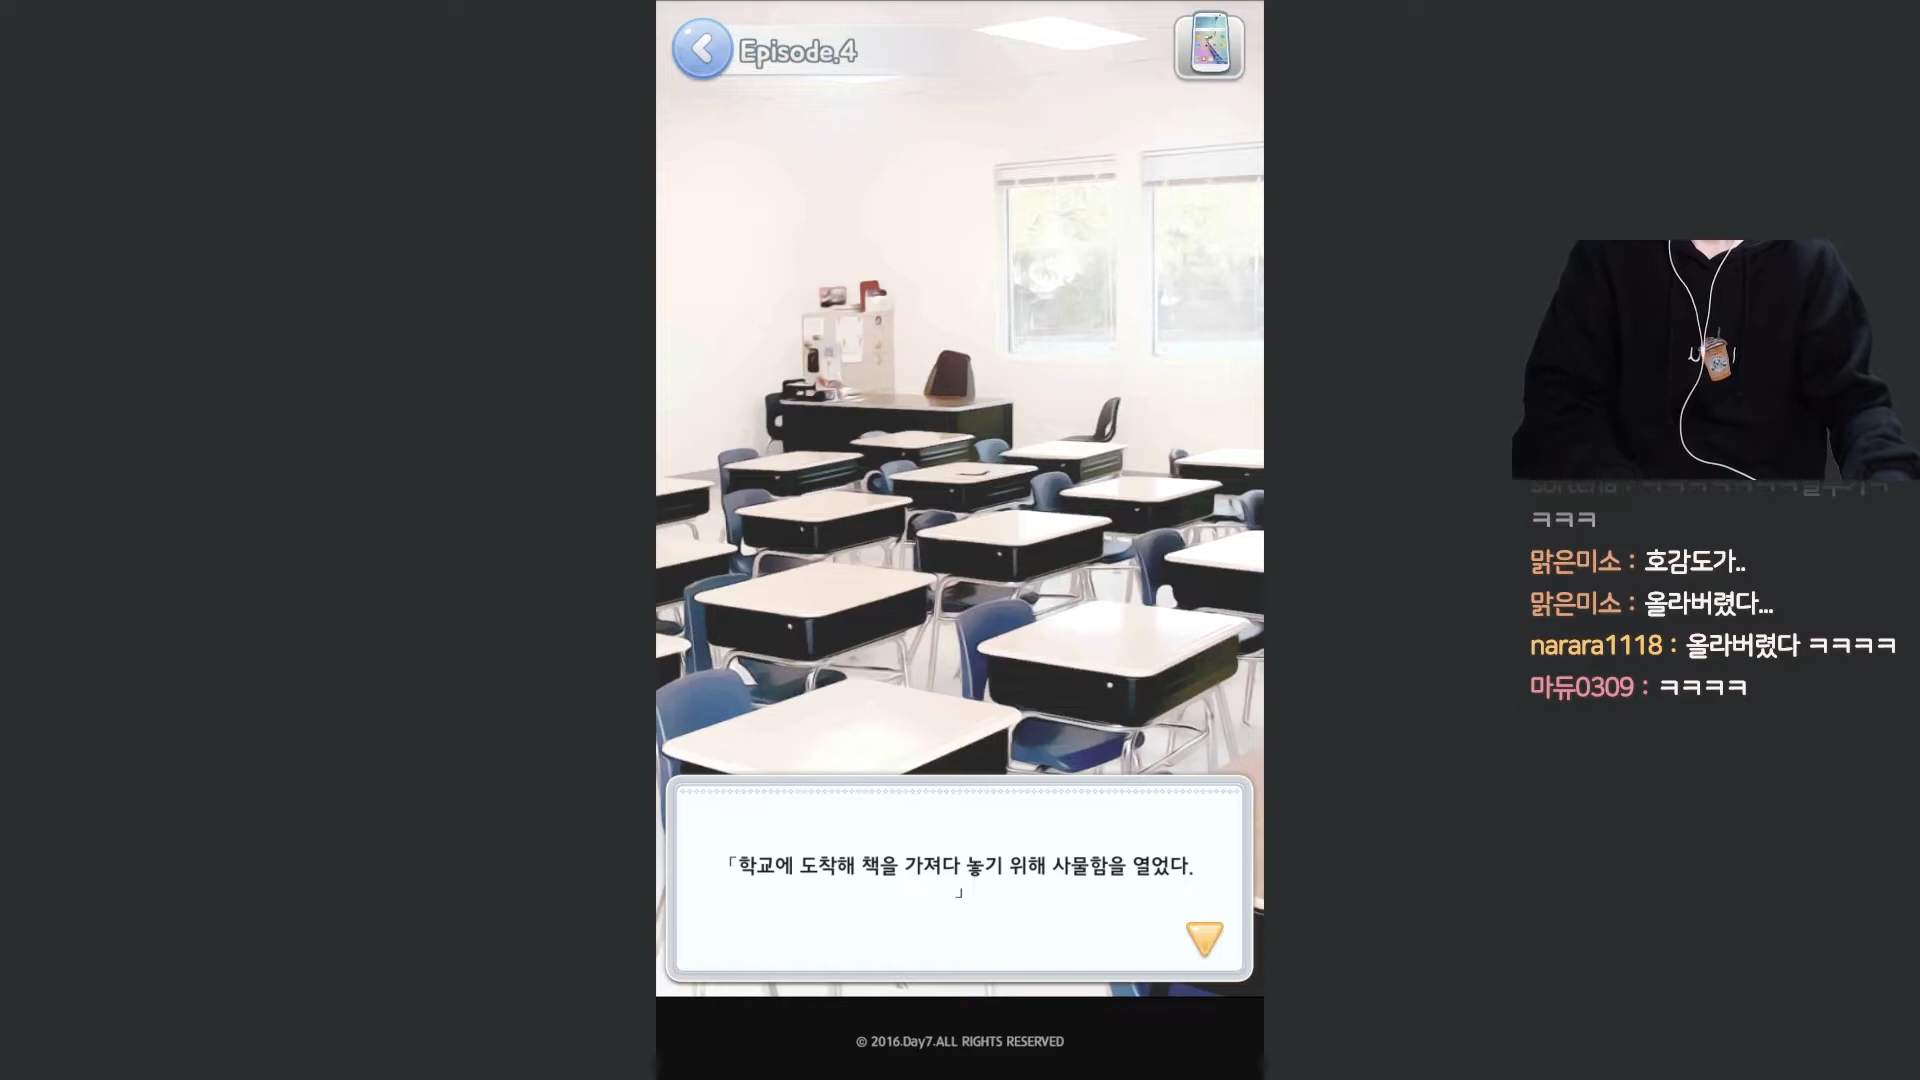 Episode.4
「학교에 도착해 책을 가져다 놓기 위해 사물함을 열었다.
」
© 2016.Day7.ALL RIGHTS RESERVED
ㅋㅋㅋ
맑은미소 : 호감도가..
맑은미소 : 올라버렸다...
narara1118 : 올라버렸다 ㅋㅋㅋㅋ
마듀0309 : ㅋㅋㅋㅋ